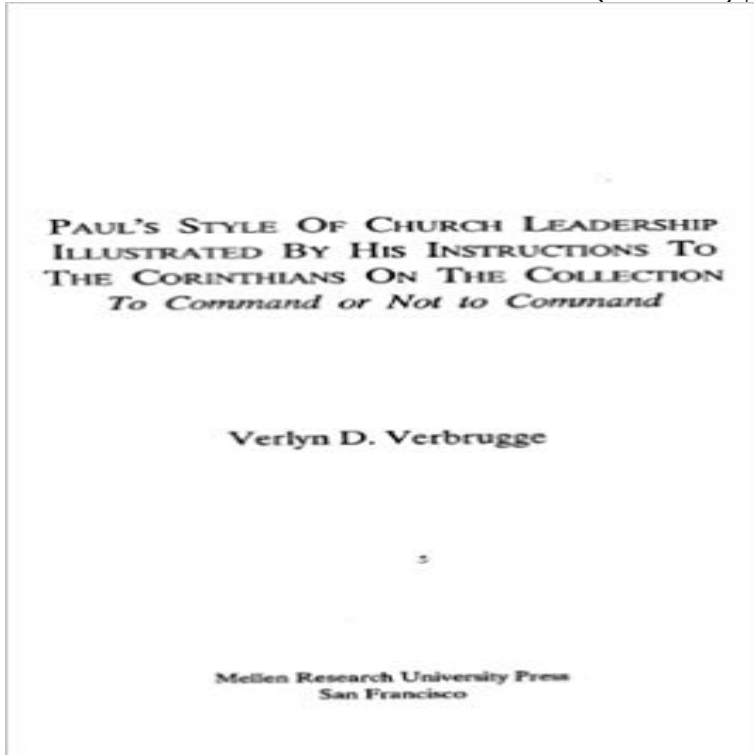 PAUL'S STYLE OF CHURCH LEADERSHIP
ILLUSTRATED BY HIS INSTRUCTIONS TO
THE CORINTHIANS ON THE COLLECTION
To Command or Not to Command
Verlyn D. Verbrugge
Mellen Research University Press
San Francisco